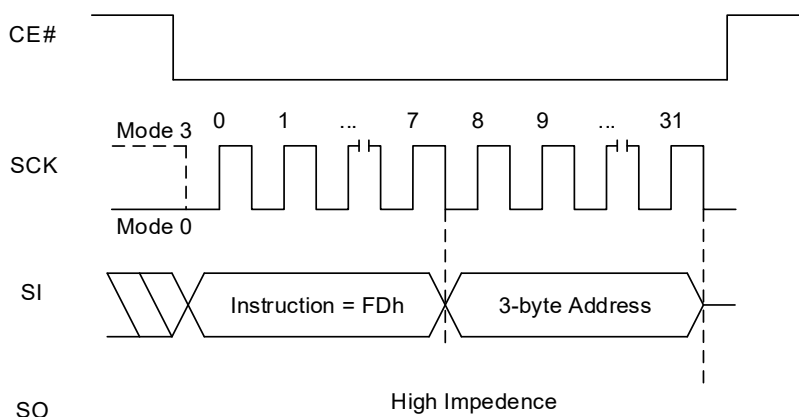 CE#
0 1 ... 7 8 9 ... 31
Mode 3
SCK
Mode 0
SI
Instruction = FDh
3-byte Address
High Impedence
SO